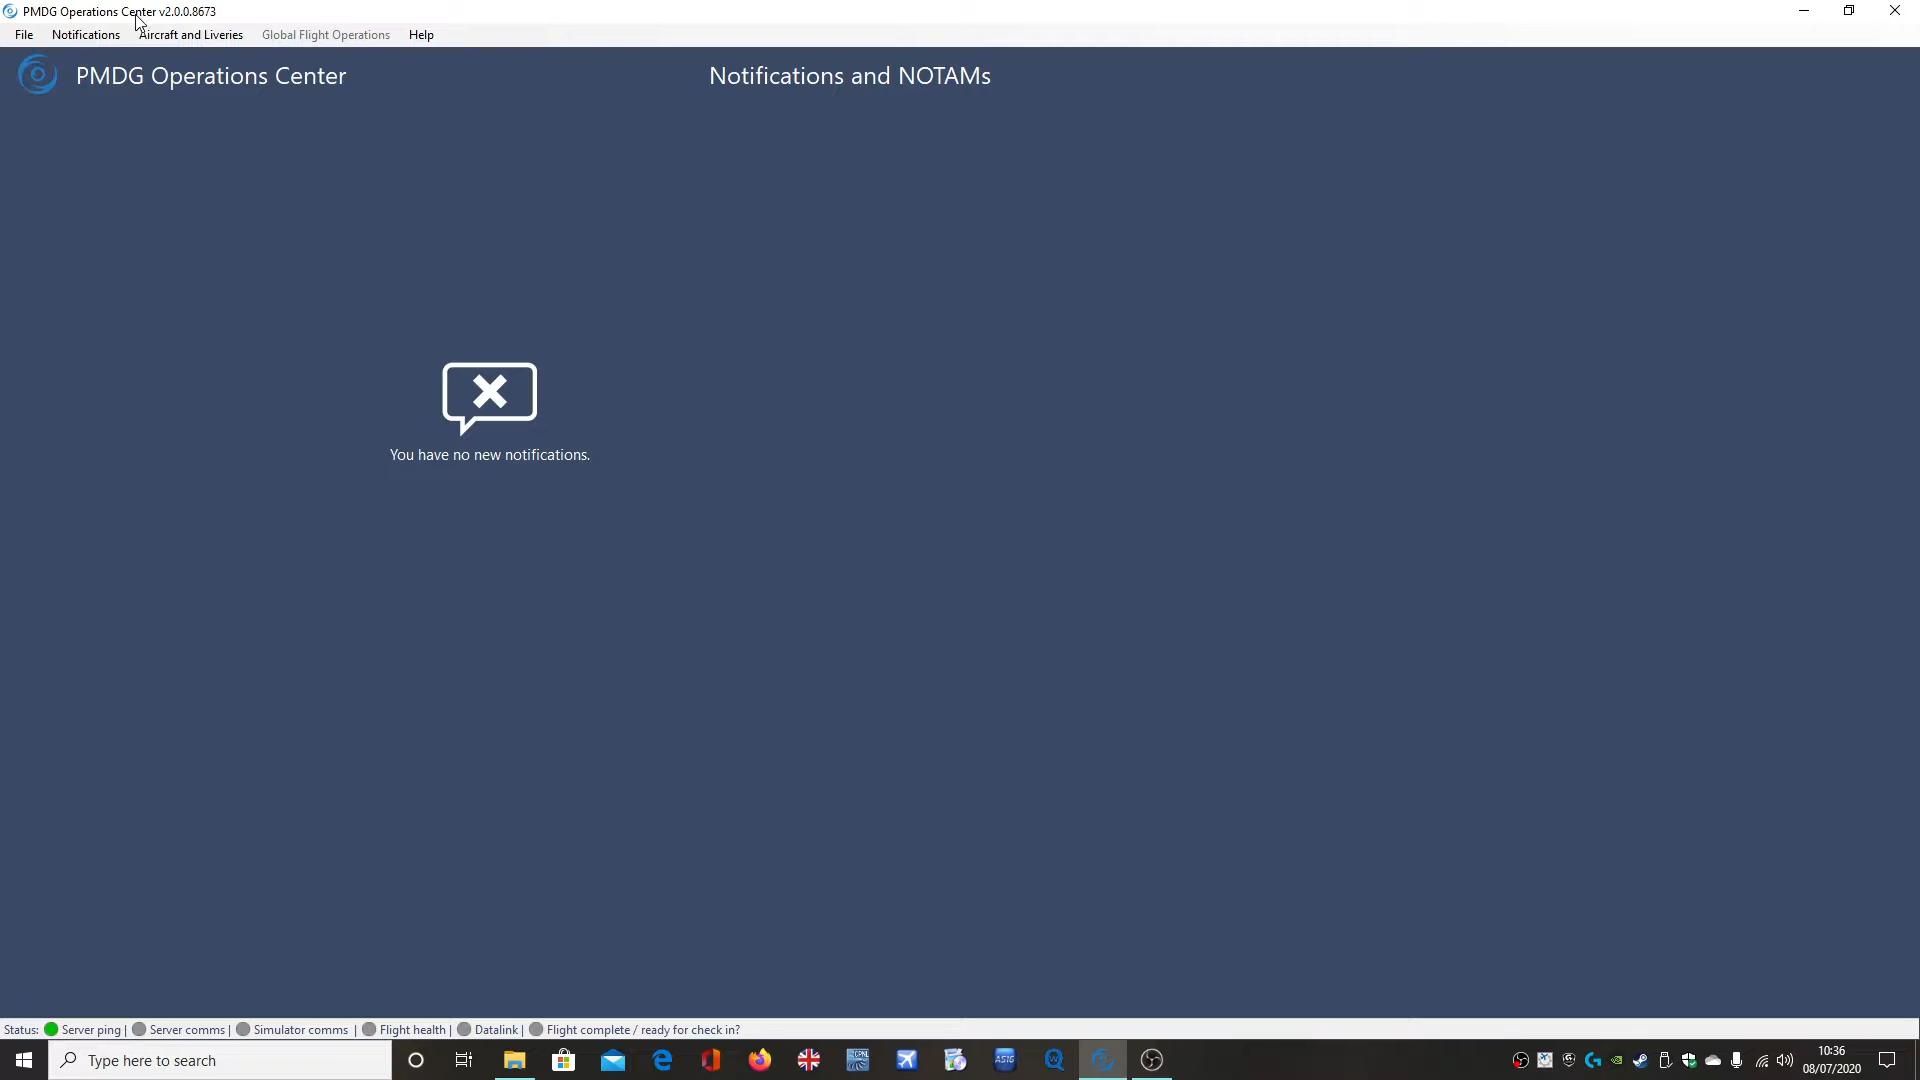 PMDG Operations Center v2.0.0.8673
File Notifications Aircraft and Liveries Global Flight Operations Help
PMDG Operations Center
Notifications and NOTAMs
You have no new notifications.
Status: Server ping | Server comms | Simulator comms | Flight health | Datalink | Flight complete / ready for check in?
Type here to search
CPNL
AS16
10:36
08/07/2020